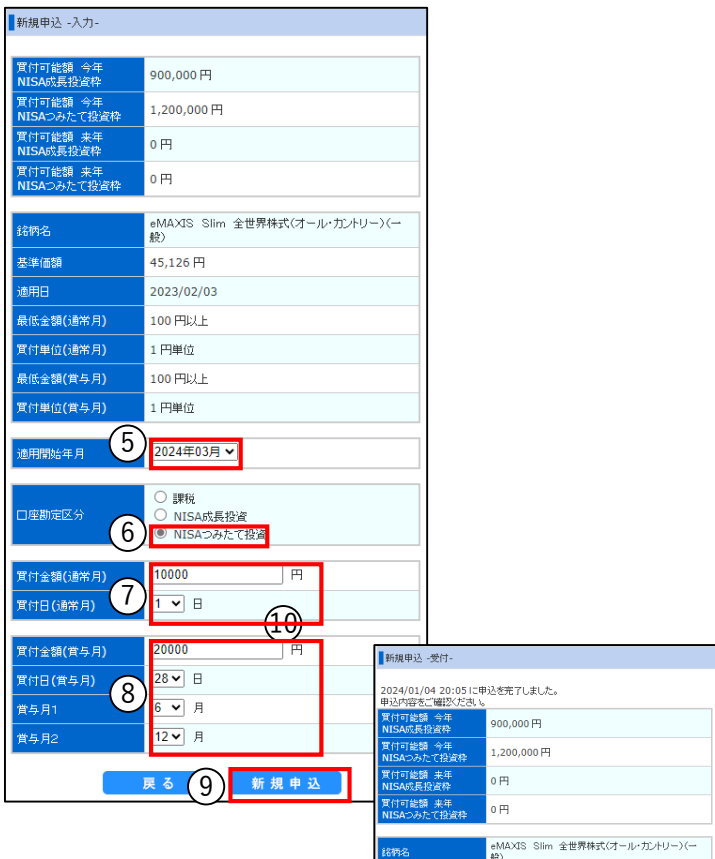 新規申込 -入力-
買付可能額 今年
NISA成長投資枠
900,000 円
買付可能額 今年
NISAつみたて投資枠
1,200,000 円
買付可能額 来年
NISA成長投資枠
0 円
買付可能額 来年
NISAつみたて投資枠
0 円
銘柄名
eMAXIS Slim 全世界株式(オール・カントリー)(一
般)
基準価額
45,126 円
適用日
2023/02/03
最低金額(通常月)
100 円以上
買付単位(通常月)
1 円単位
最低金額(賞与月)
100 円以上
買付単位(賞与月)
1 円単位
適用開始年月
⑤
2024年03月
口座勘定区分
課税
NISA成長投資
⑥
NISAつみたて投資
買付金額(通常月)
10000 円
⑦
買付日(通常月)
1 日
⑩
買付金額(賞与月)
20000 円
買付日(賞与月)
28 日
⑧
賞与月1
6 月
賞与月2
12 月
戻る
⑨
新規申込
新規申込 -受付-
2024/01/04 20:05 に申込を完了しました。
申込内容をご確認ください。
買付可能額 今年
NISA成長投資枠
900,000 円
買付可能額 今年
NISAつみたて投資枠
1,200,000 円
買付可能額 来年
NISA成長投資枠
0 円
買付可能額 来年
NISAつみたて投資枠
0 円
銘柄名
eMAXIS Slim 全世界株式(オール・カントリー)(一
般)